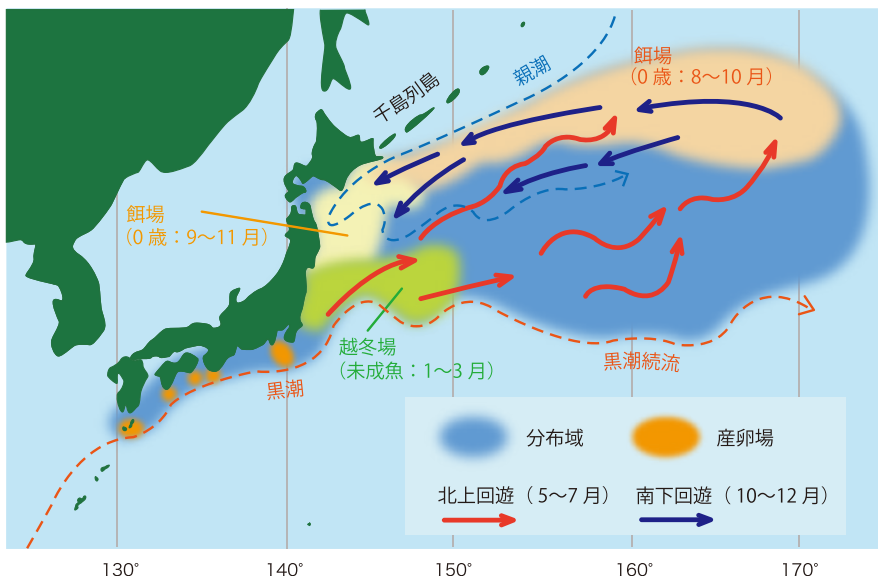 餌場
（0 歳：8〜10 月）
親潮
千島列島
餌場
（0 歳：9〜11 月）
越冬場
（未成魚：1〜3 月）
黒潮続流
黒潮
分布域
産卵場
北上回遊（ 5〜7 月）
南下回遊（ 10〜12 月）
130°
140°
150°
160°
170°